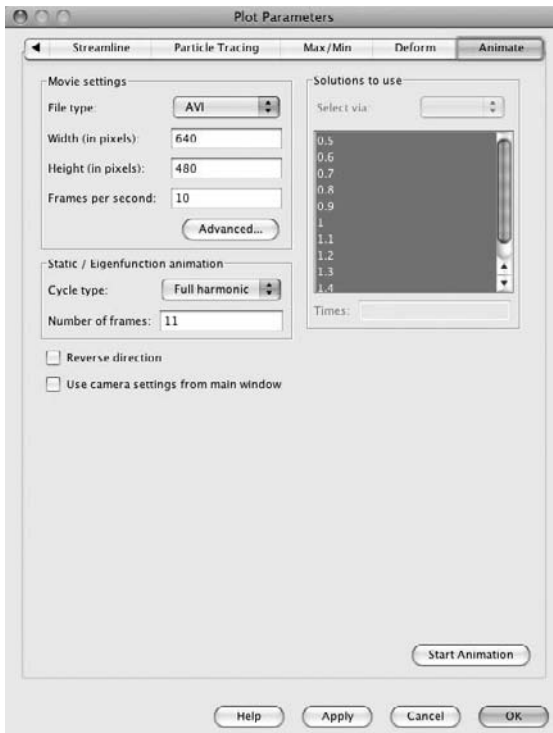 Plot Parameters
Streamline Particle Tracing Max/Min Deform Animate
Movie settings
File type: AVI
Width (in pixels): 640
Height (in pixels): 480
Frames per second: 10
Advanced...
Static / Eigenfunction animation
Cycle type: Full harmonic
Number of frames: 11
Reverse direction
Use camera settings from main window
Solutions to use
Select via:
0.5
0.6
0.7
0.8
0.9
1
1.1
1.2
1.3
1.4
Times:
Start Animation
Help Apply Cancel OK